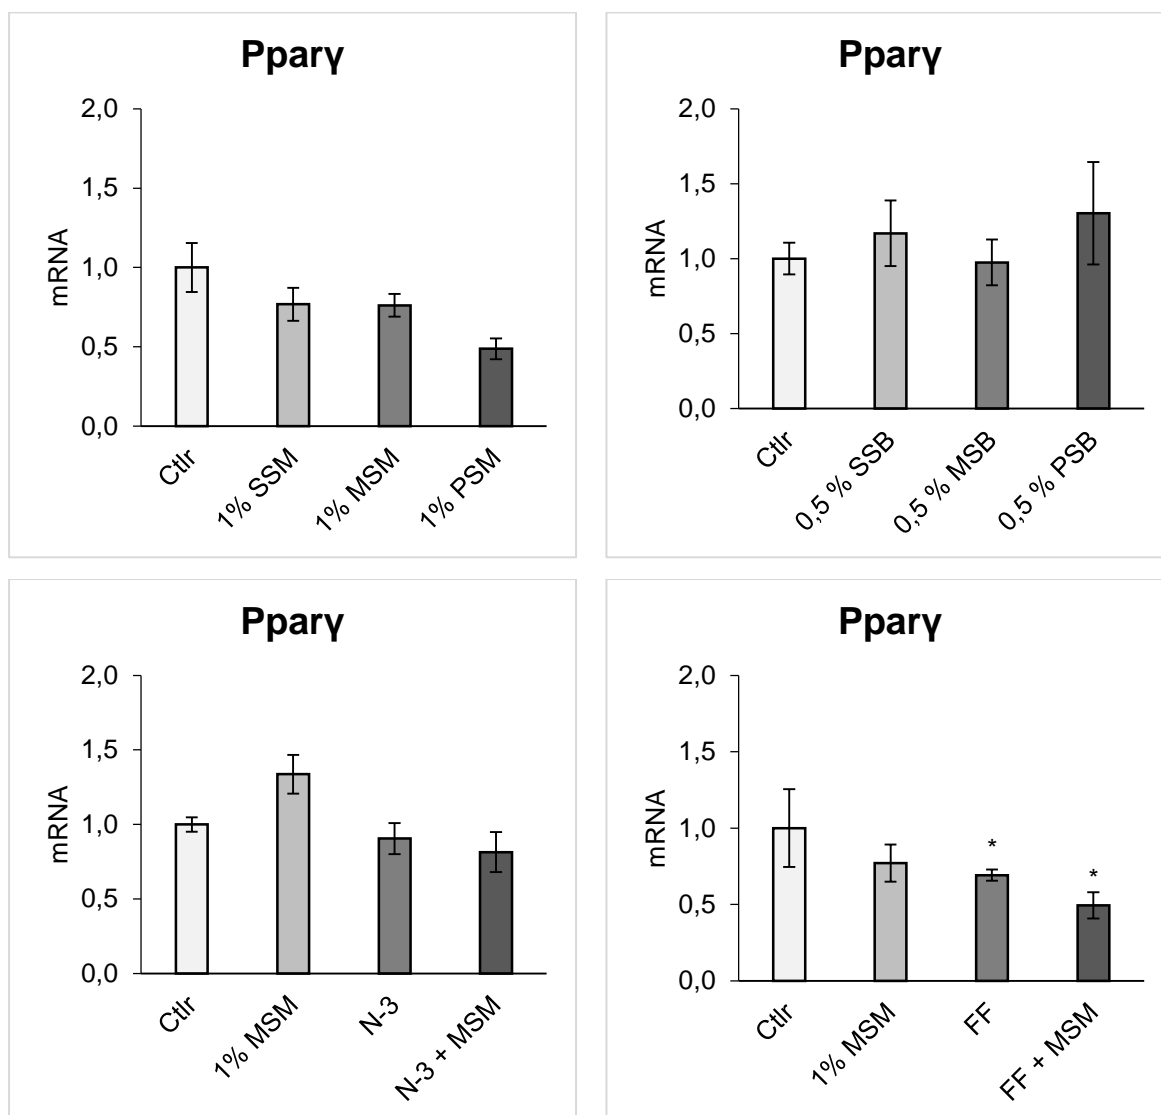 Pparγ
mRNA
2,0
1,5
1,0
0,5
0,0
Ctlr
1% SSM
1% MSM
1% PSM
Pparγ
mRNA
2,0
1,5
1,0
0,5
0,0
Ctlr
0,5 % SSB
0,5 % MSB
0,5 % PSB
Pparγ
mRNA
2,0
1,5
1,0
0,5
0,0
Ctlr
1% MSM
N-3
N-3 + MSM
Pparγ
mRNA
2,0
1,5
1,0
0,5
0,0
*
*
Ctlr
1% MSM
FF
FF + MSM